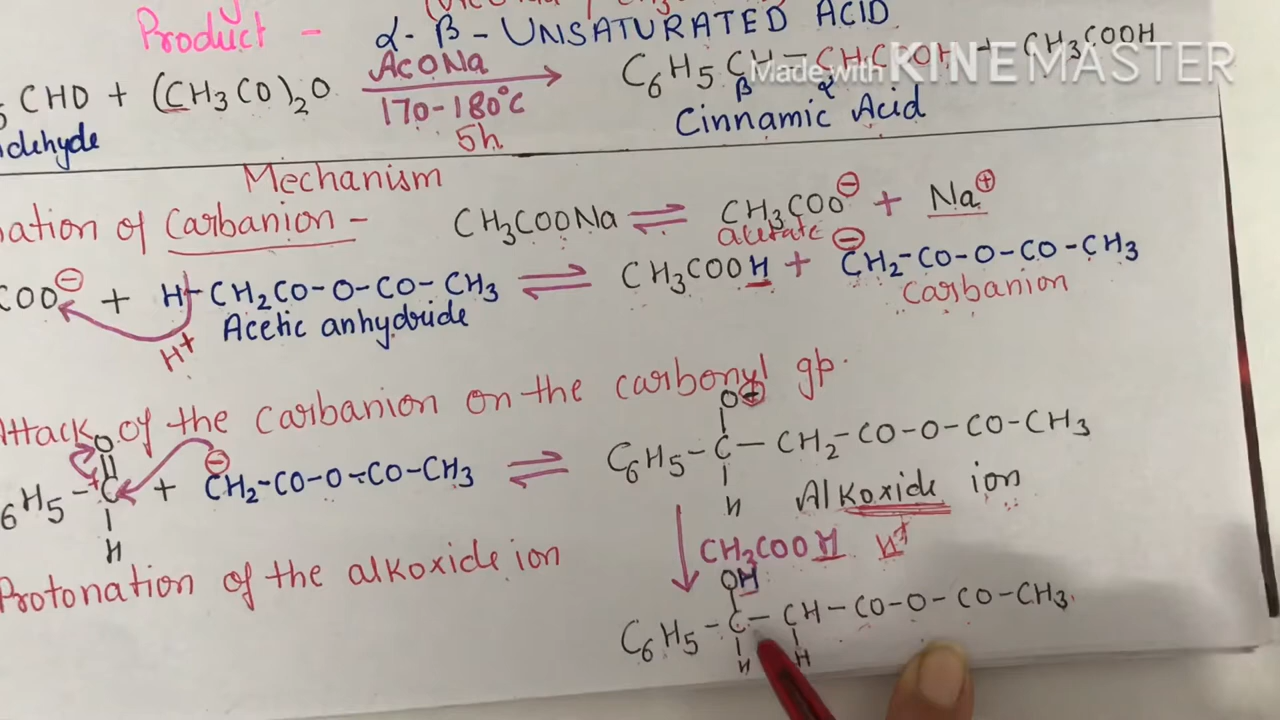 Product - α-β-UNSATURATED ACID
CHO + (CH3CO)2O AcONa 170-180°C 5h C6H5CH=CHCOOH + CH3COOH
Made with KINEMASTER
β α
Cinnamic Acid
Mechanism
of Carbanion - CH3COONa ⇌ CH3COO⊖ + Na⊕
acetate
COO⊖ + H-CH2CO-O-CO-CH3 ⇌ CH3COOH + ⊖CH2-CO-O-CO-CH3
Acetic anhydride Carbanion
H+
Attack of the carbanion on the carbonyl gp.
6H5-C + ⊖CH2-CO-O-CO-CH3 ⇌ C6H5-C-CH2-CO-O-CO-CH3
O O
H H
Alkoxide ion
CH3COOH H+
Protonation of the alkoxide ion
OH
C6H5-C-CH-CO-O-CO-CH3
H H